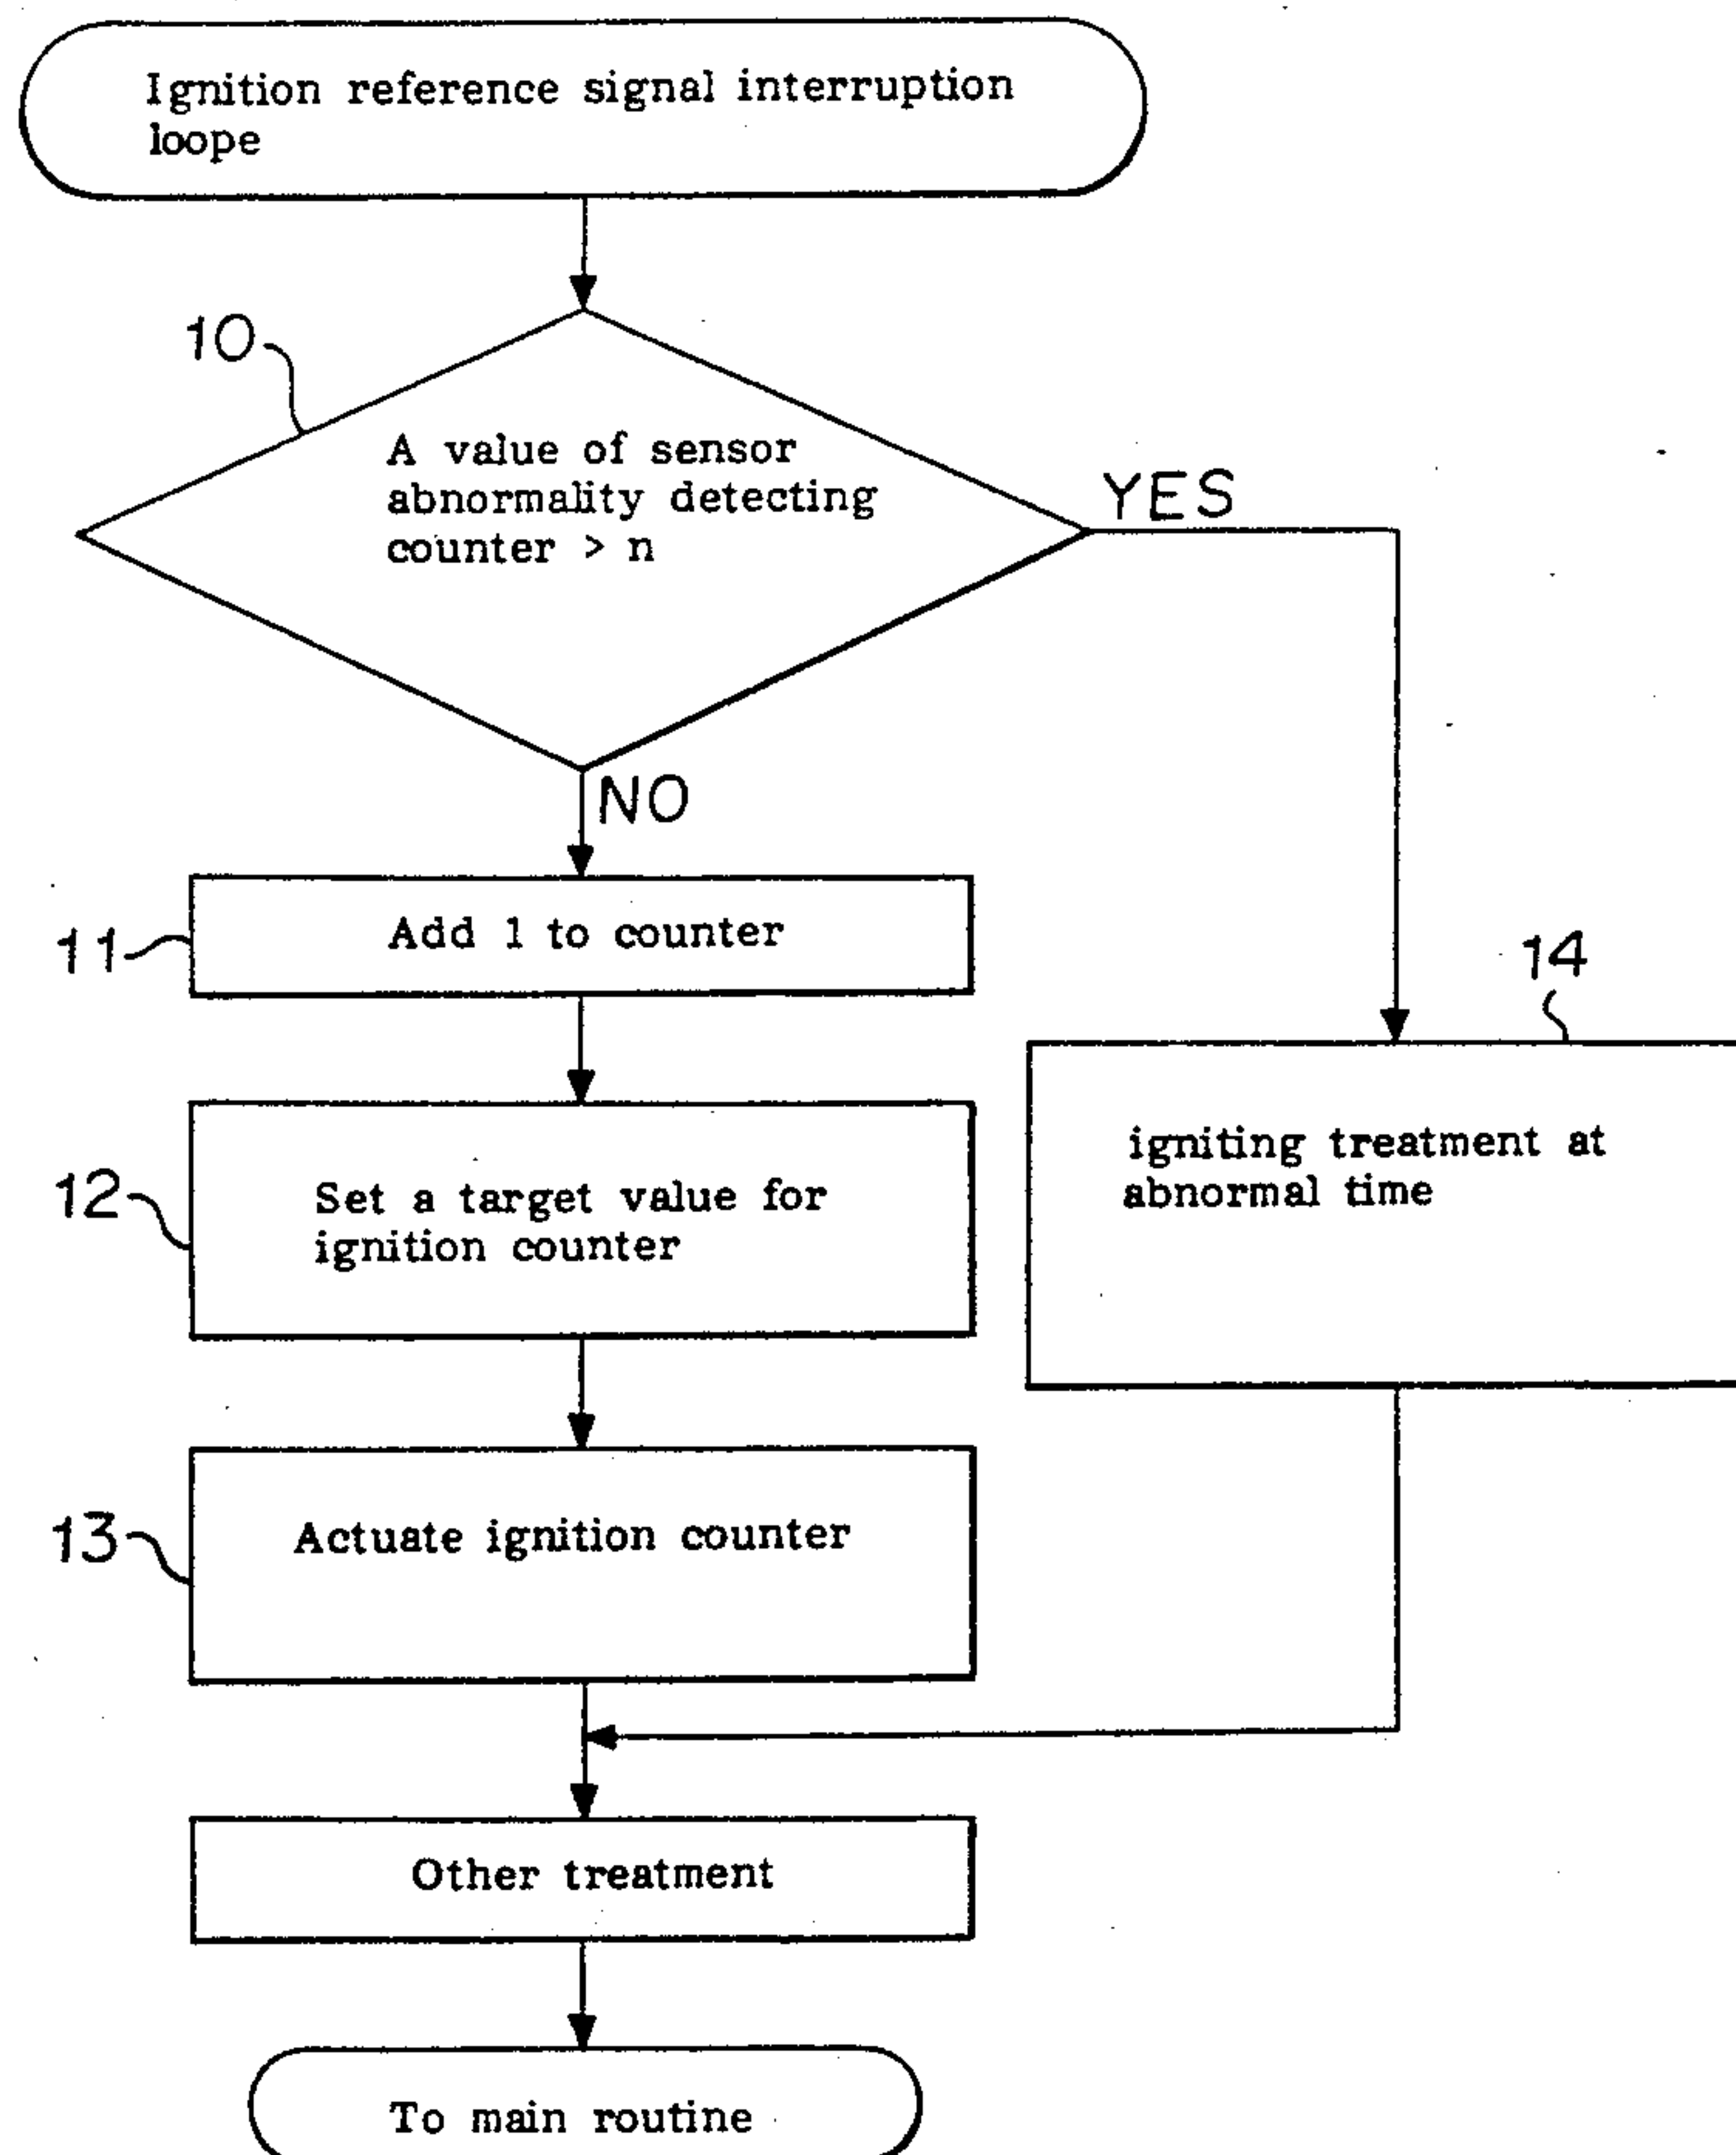 Ignition reference signal interruption
loope
10
A value of sensor
abnormality detecting
counter > n
YES
NO
11
Add 1 to counter
14
igniting treatment at
abnormal time
12
Set a target value for
ignition counter
13
Actuate ignition counter
Other treatment
To main routine